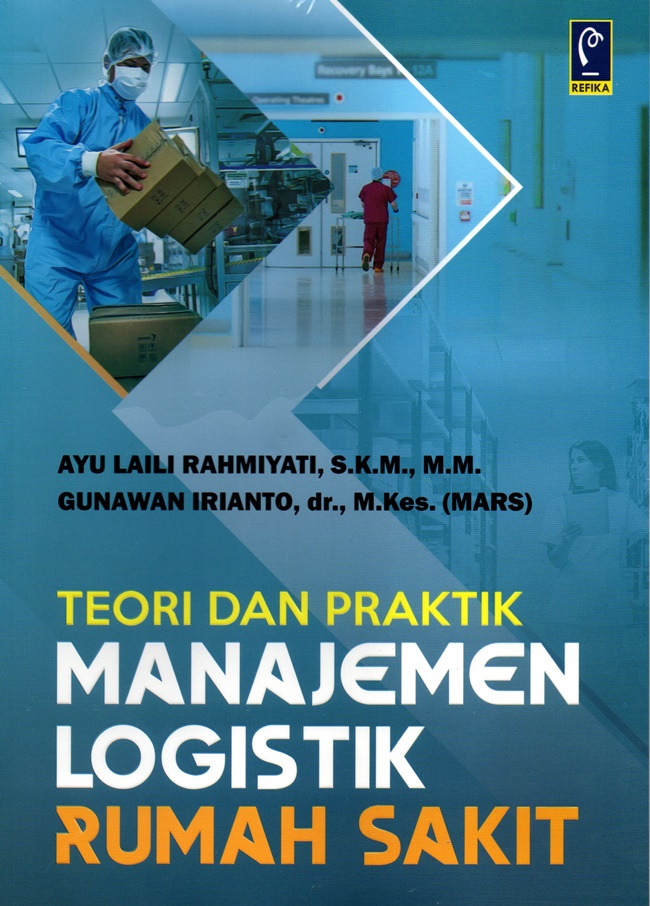 REFIKA
Recovery Bays
Operating Theatres
AYU LAILI RAHMIYATI, S.K.M., M.M.
GUNAWAN IRIANTO, dr., M.Kes. (MARS)
TEORI DAN PRAKTIK
MANAJEMEN
LOGISTIK
RUMAH SAKIT